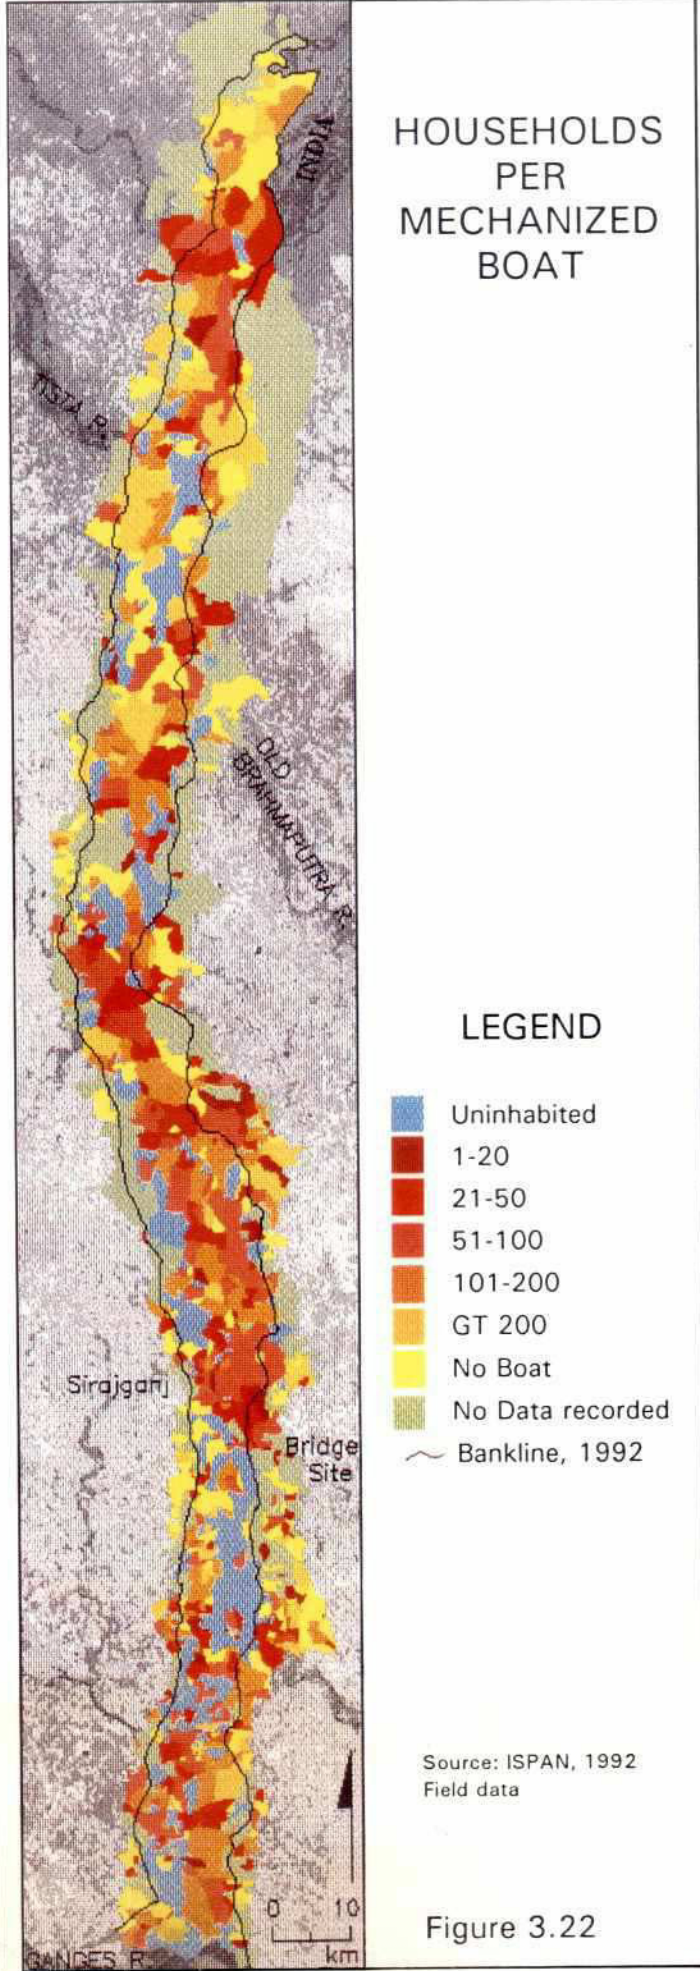 HOUSEHOLDS
PER
MECHANIZED
BOAT
INDIA
TISTA R.
OLD
BRAHMAPUTRA R.
LEGEND
Uninhabited
1-20
21-50
51-100
101-200
GT 200
No Boat
No Data recorded
Bankline, 1992
Sirajganj
Bridge
Site
Source: ISPAN, 1992
Field data
0 10
km
Figure 3.22
GANGES R.